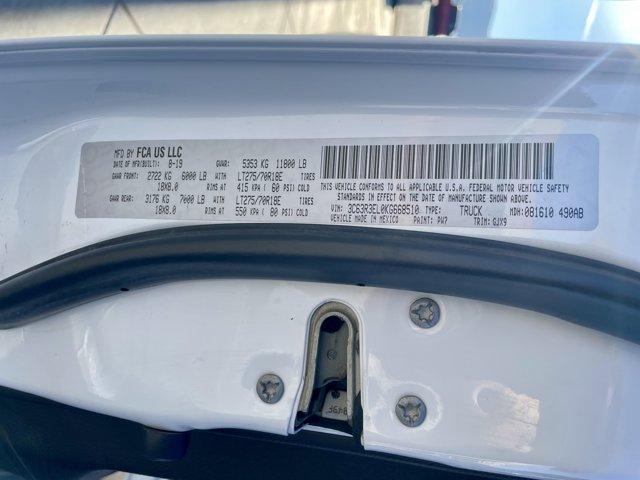 MFD BY FCA US LLC
DATE OF MFR(BUILT): 8-19 GVWR: 5353 KG 11800 LB
GAWR FRONT: 2722 KG 6000 LB WITH LT275/70R18E TIRES
18X8.0 RIMS AT 415 KPA ( 60 PSI) COLD
GAWR REAR: 3176 KG 7000 LB WITH LT275/70R18E TIRES
18X8.0 RIMS AT 550 KPA ( 80 PSI) COLD
THIS VEHICLE CONFORMS TO ALL APPLICABLE U.S.A. FEDERAL MOTOR VEHICLE SAFETY
STANDARDS IN EFFECT ON THE DATE OF MANUFACTURE SHOWN ABOVE.
VIN: 3C63R3EL0KG668510 TYPE: TRUCK MDH: 081610 490AB
VEHICLE MADE IN MEXICO PAINT: PW7 TRIM: QJX9